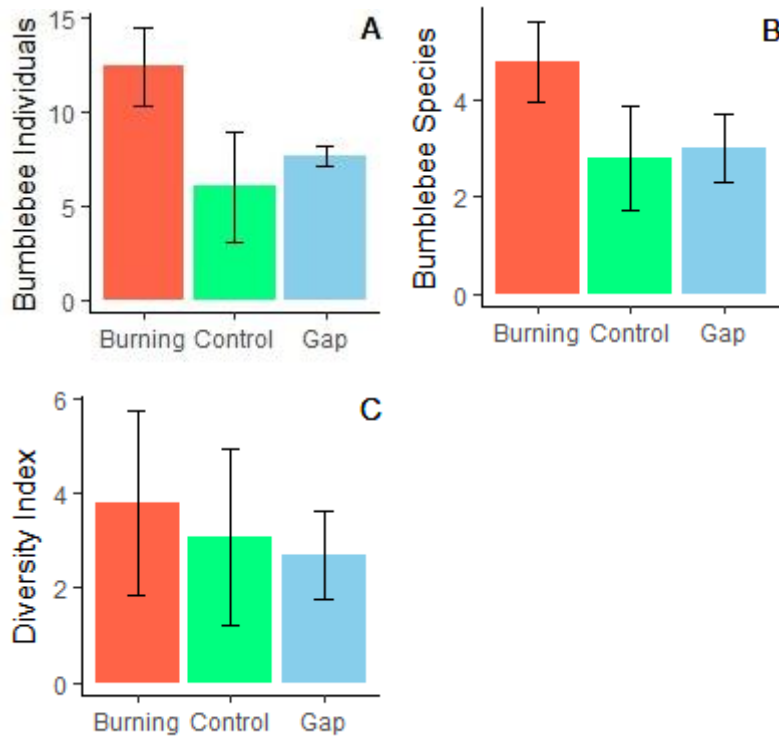 A
Bumblebee Individuals
15
10
5
0
Burning Control Gap
B
Bumblebee Species
4
2
0
Burning Control Gap
C
Diversity Index
6
4
2
0
Burning Control Gap